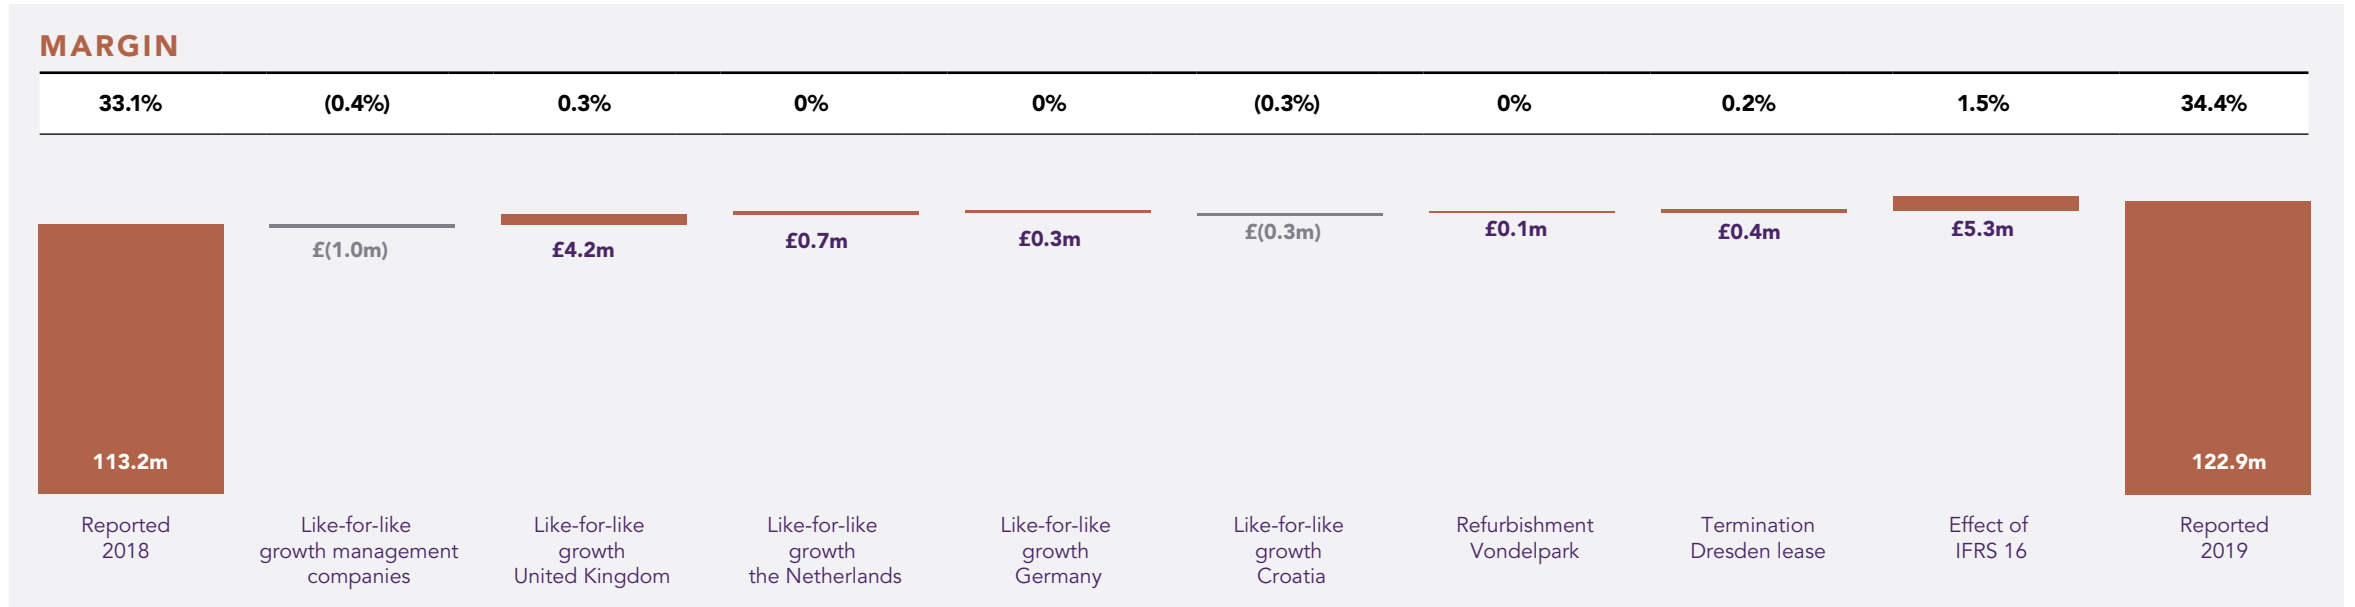 MARGIN
33.1% (0.4%) 0.3% 0% 0% (0.3%) 0% 0.2% 1.5% 34.4%
£(1.0m) £4.2m £0.7m £0.3m £(0.3m) £0.1m £0.4m £5.3m
113.2m 122.9m
Reported Like-for-like Like-for-like Like-for-like Like-for-like Like-for-like Refurbishment Termination Effect of Reported
2018 growth management growth growth growth growth Vondelpark Dresden lease IFRS 16 2019
companies United Kingdom the Netherlands Germany Croatia